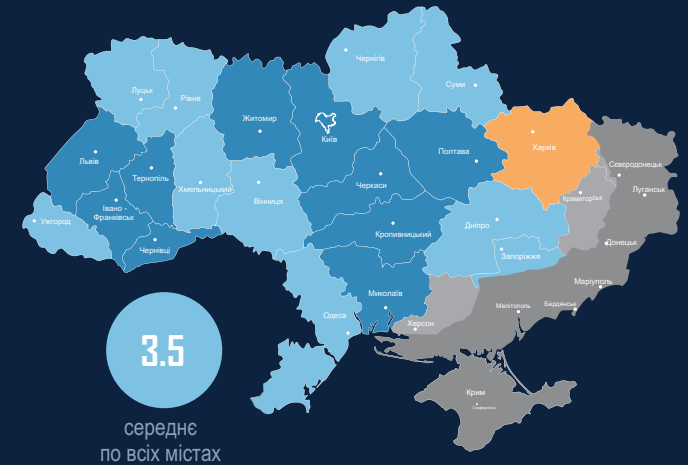 Чернігів
Луцьк
Рівне
Суми
Житомир
Київ
Харків
Львів
Полтава
Сєвєродонецьк
Тернопіль
Хмельницький
Черкаси
Краматорськ
Луганськ
Вінниця
Івано -
Франківськ
Ужгород
Дніпро
Кропивницький
Чернівці
Донецьк
Запоріжжя
Маріуполь
Миколаїв
Мелітополь
Бердянськ
Одеса
Херсон
3.5
Крим
Сімферополь
середнє
по всіх містах